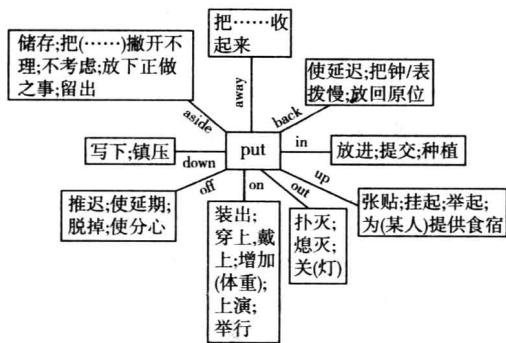 把……收
起来
away
储存;把(……)撇开不
理;不考虑;放下正做
之事;留出
aside
使延迟;把钟/表
拨慢;放回原位
back
put
写下;镇压
down
in
放进;提交;种植
off
推迟;使延期;
脱掉;使分心
on
装出;
穿上,戴
上;增加
(体重);
上演;
举行
out
扑灭;
熄灭;
关(灯)
up
张贴;挂起;举起;
为(某人)提供食宿